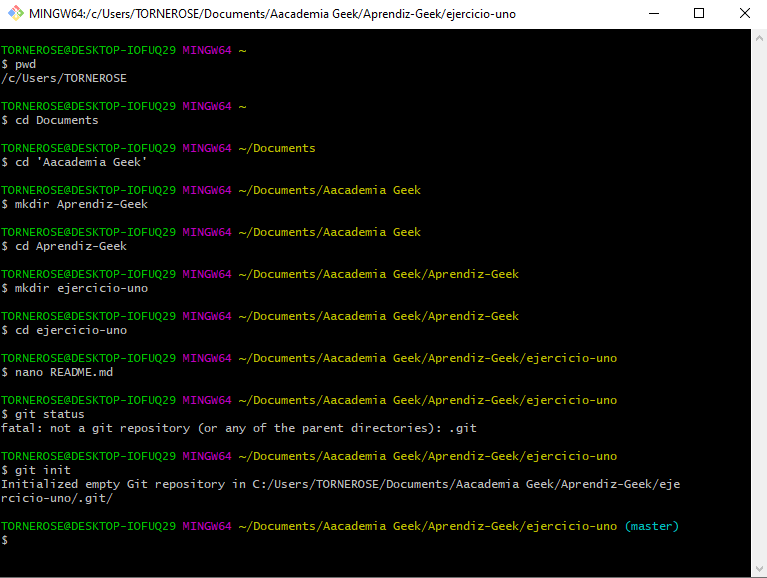 MINGW64:/c/Users/TORNEROSE/Documents/Aacademia Geek/Aprendiz-Geek/ejercicio-uno
TORNEROSE@DESKTOP-IOFUQ29 MINGW64 ~
$ pwd
/c/Users/TORNEROSE
TORNEROSE@DESKTOP-IOFUQ29 MINGW64 ~
$ cd Documents
TORNEROSE@DESKTOP-IOFUQ29 MINGW64 ~/Documents
$ cd 'Aacademia Geek'
TORNEROSE@DESKTOP-IOFUQ29 MINGW64 ~/Documents/Aacademia Geek
$ mkdir Aprendiz-Geek
TORNEROSE@DESKTOP-IOFUQ29 MINGW64 ~/Documents/Aacademia Geek
$ cd Aprendiz-Geek
TORNEROSE@DESKTOP-IOFUQ29 MINGW64 ~/Documents/Aacademia Geek/Aprendiz-Geek
$ mkdir ejercicio-uno
TORNEROSE@DESKTOP-IOFUQ29 MINGW64 ~/Documents/Aacademia Geek/Aprendiz-Geek
$ cd ejercicio-uno
TORNEROSE@DESKTOP-IOFUQ29 MINGW64 ~/Documents/Aacademia Geek/Aprendiz-Geek/ejercicio-uno
$ nano README.md
TORNEROSE@DESKTOP-IOFUQ29 MINGW64 ~/Documents/Aacademia Geek/Aprendiz-Geek/ejercicio-uno
$ git status
fatal: not a git repository (or any of the parent directories): .git
TORNEROSE@DESKTOP-IOFUQ29 MINGW64 ~/Documents/Aacademia Geek/Aprendiz-Geek/ejercicio-uno
$ git init
Initialized empty Git repository in C:/Users/TORNEROSE/Documents/Aacademia Geek/Aprendiz-Geek/eje
rcicio-uno/.git/
TORNEROSE@DESKTOP-IOFUQ29 MINGW64 ~/Documents/Aacademia Geek/Aprendiz-Geek/ejercicio-uno (master)
$